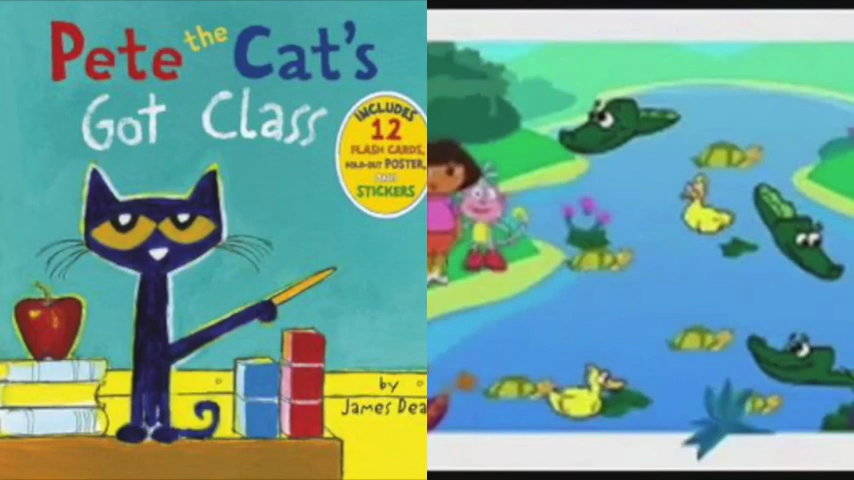 Pete the Cat's
Got Class
INCLUDES
12
FLASH CARDS,
FOLD-OUT POSTER,
AND
STICKERS
by
James Dea